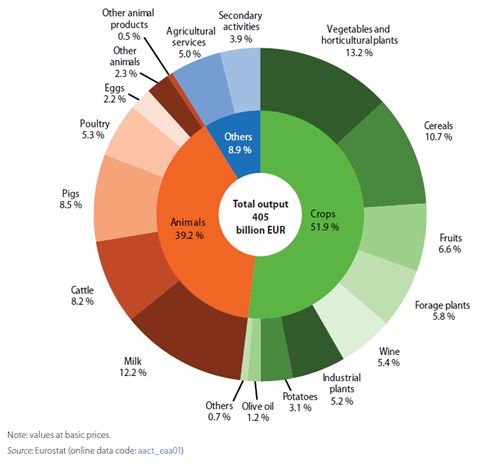 Other animal
products
0.5 %
Agricultural
services
5.0 %
Secondary
activities
3.9 %
Vegetables and
horticultural plants
13.2 %
Other
animals
2.3 %
Eggs
2.2 %
Poultry
5.3 %
Pigs
8.5 %
Cattle
8.2 %
Milk
12.2 %
Others
0.7 %
Olive oil
1.2 %
Potatoes
3.1 %
Industrial
plants
5.2 %
Wine
5.4 %
Forage plants
5.8 %
Fruits
6.6 %
Cereals
10.7 %
Others
8.9 %
Animals
39.2 %
Total output
405
billion EUR
Crops
51.9 %
Note: values at basic prices.
Source: Eurostat (online data code: aact_eaa01)